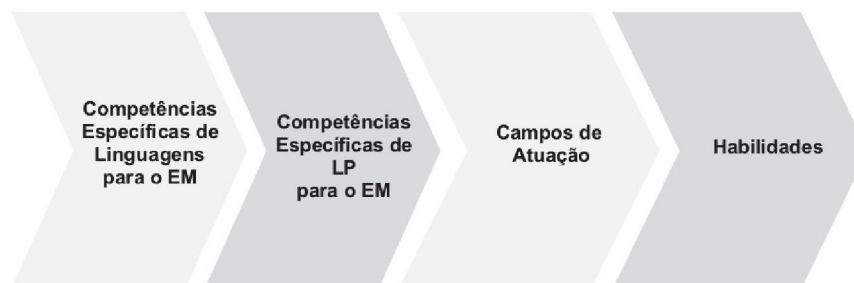 Competências
Específicas de
Linguagens
para o EM
Competências
Específicas de
LP
para o EM
Campos de
Atuação
Habilidades